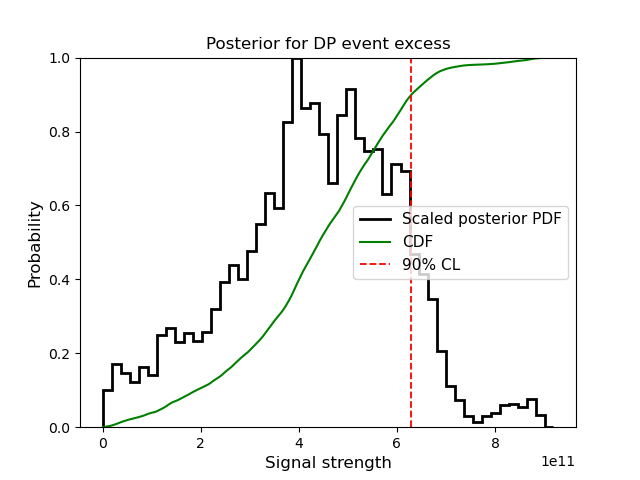 Posterior for DP event excess
Probability
1.0
0.8
0.6
0.4
0.2
0.0
Scaled posterior PDF
CDF
90% CL
0 2 4 6 8
1e11
Signal strength